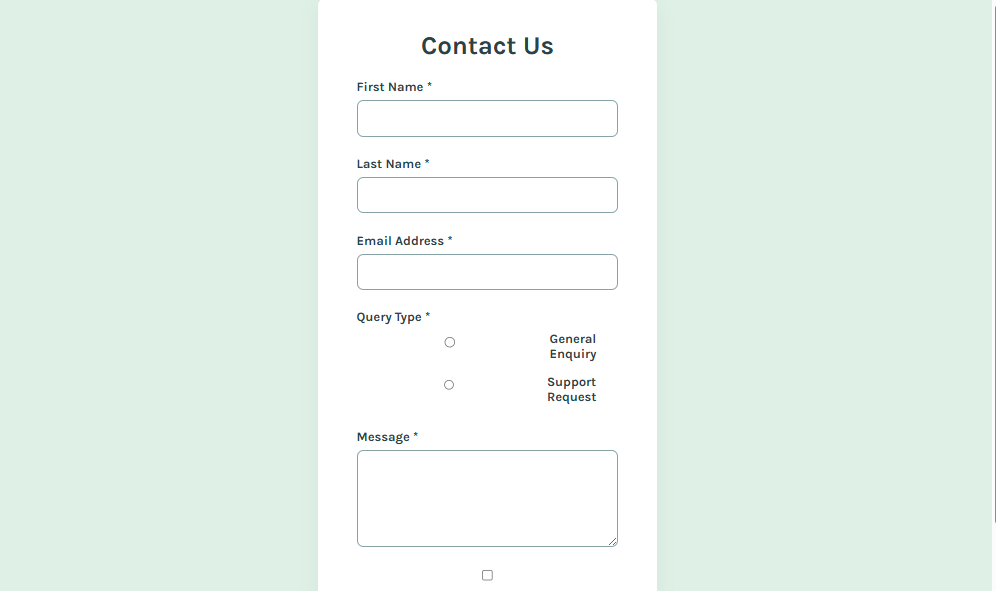 Contact Us
First Name *
Last Name *
Email Address *
Query Type *
General
Enquiry
Support
Request
Message *